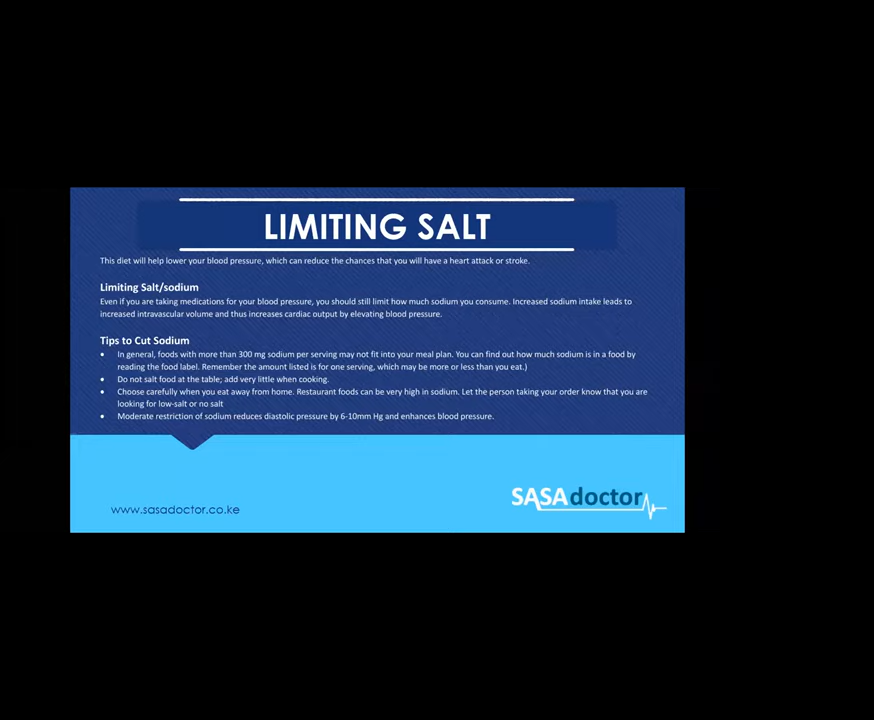 LIMITING SALT
This diet will help lower your blood pressure, which can reduce the chances that you will have a heart attack or stroke.
Limiting Salt/sodium
Even if you are taking medications for your blood pressure, you should still limit how much sodium you consume. Increased sodium intake leads to
increased intravascular volume and thus increases cardiac output by elevating blood pressure.
Tips to Cut Sodium
• In general, foods with more than 300 mg sodium per serving may not fit into your meal plan. You can find out how much sodium is in a food by
reading the food label. Remember the amount listed is for one serving, which may be more or less than you eat.)
• Do not salt food at the table; add very little when cooking.
• Choose carefully when you eat away from home. Restaurant foods can be very high in sodium. Let the person taking your order know that you are
looking for low-salt or no salt
• Moderate restriction of sodium reduces diastolic pressure by 6-10mm Hg and enhances blood pressure.
www.sasadoctor.co.ke
SASAdoctor